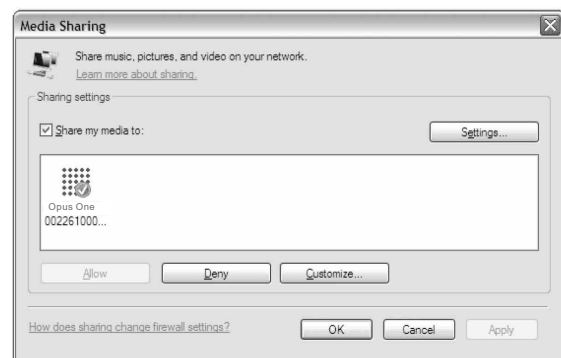 Media Sharing
Share music, pictures, and video on your network.
Learn more about sharing.
Sharing settings
Share my media to:
Settings...
Opus One
002261000...
Allow
Deny
Customize...
How does sharing change firewall settings?
OK
Cancel
Apply